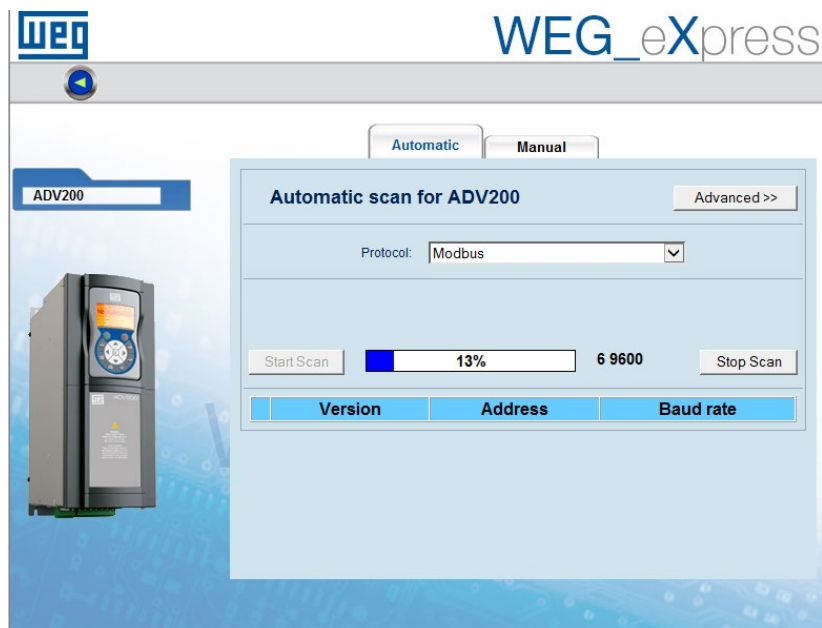 weg
WEG_eXpress
Automatic
Manual
ADV200
Automatic scan for ADV200
Advanced >>
Protocol:
Modbus
Start Scan
13%
6 9600
Stop Scan
Version
Address
Baud rate